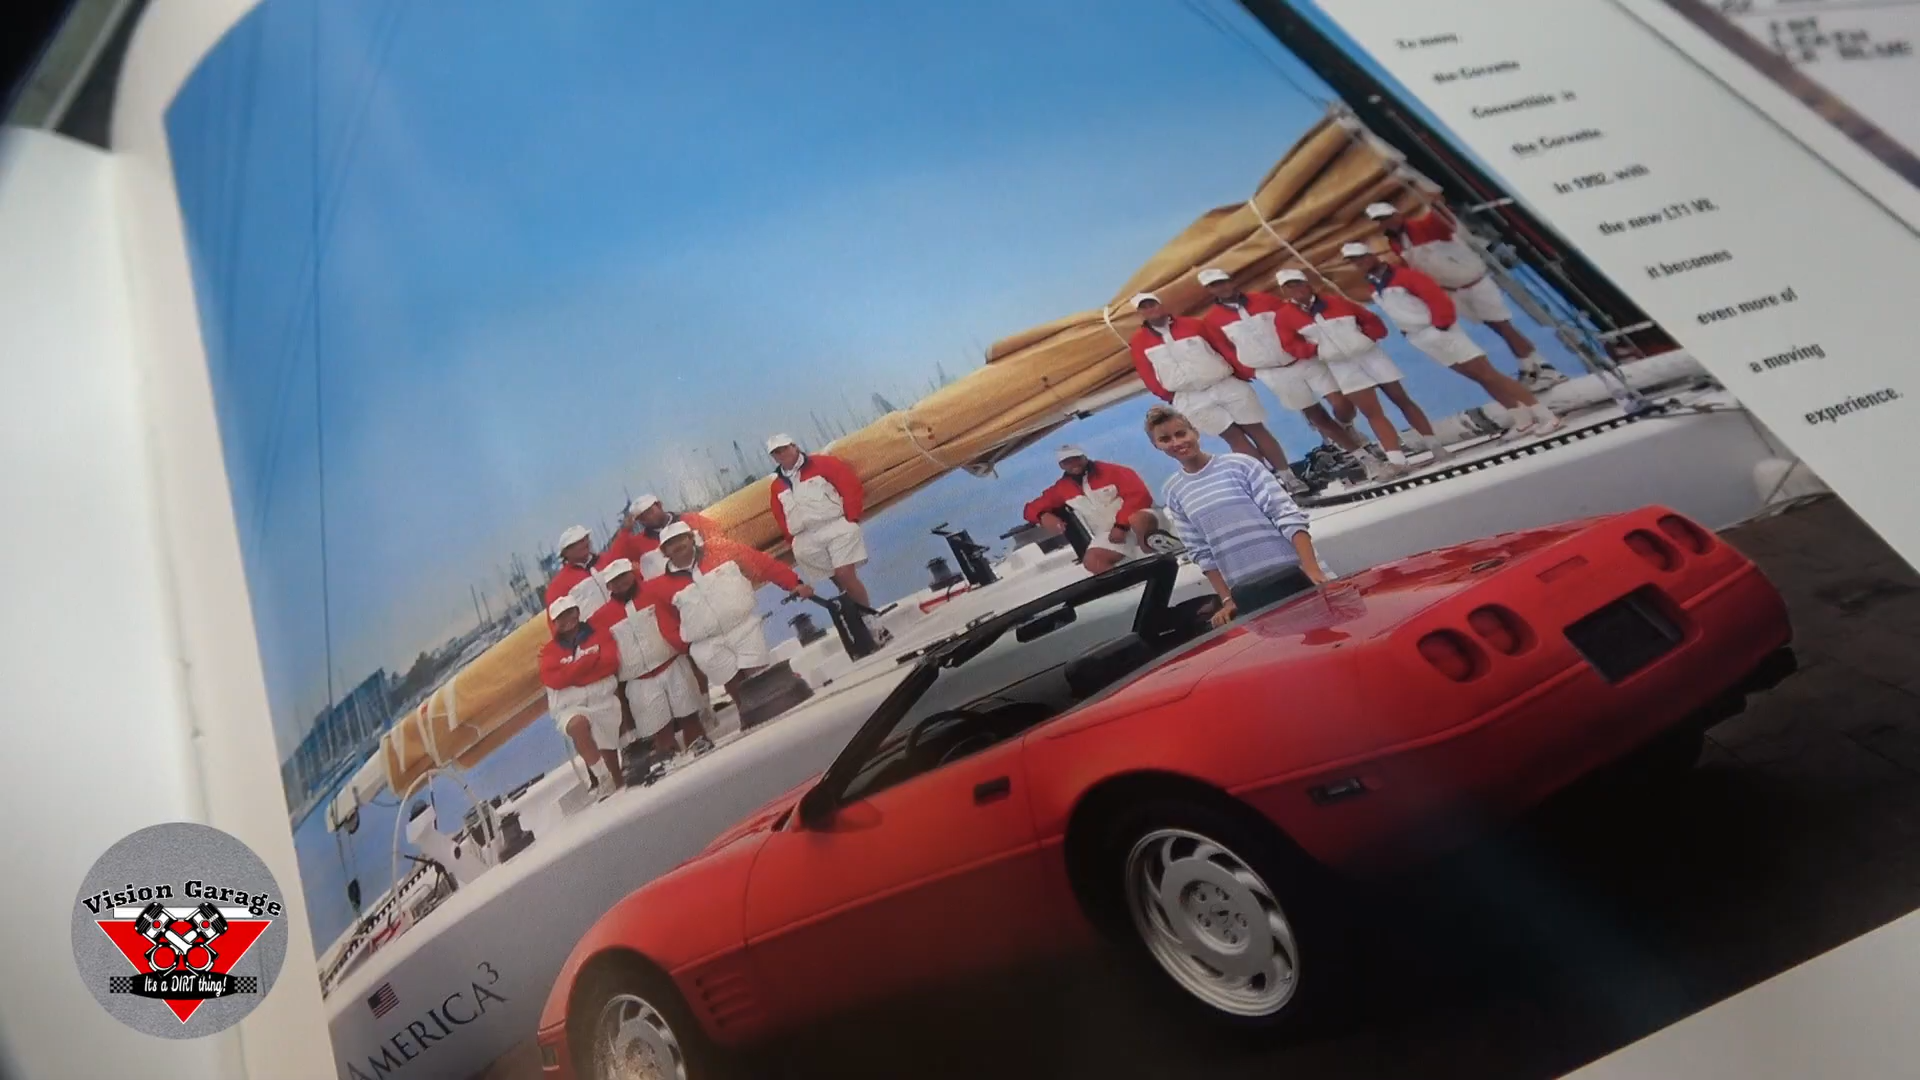 To many,
the Corvette
Convertible is
the Corvette.
In 1992, with
the new LT1 V8,
it becomes
even more of
a moving
experience.
AMERICA³
Vision Garage
It's a DIRT thing!